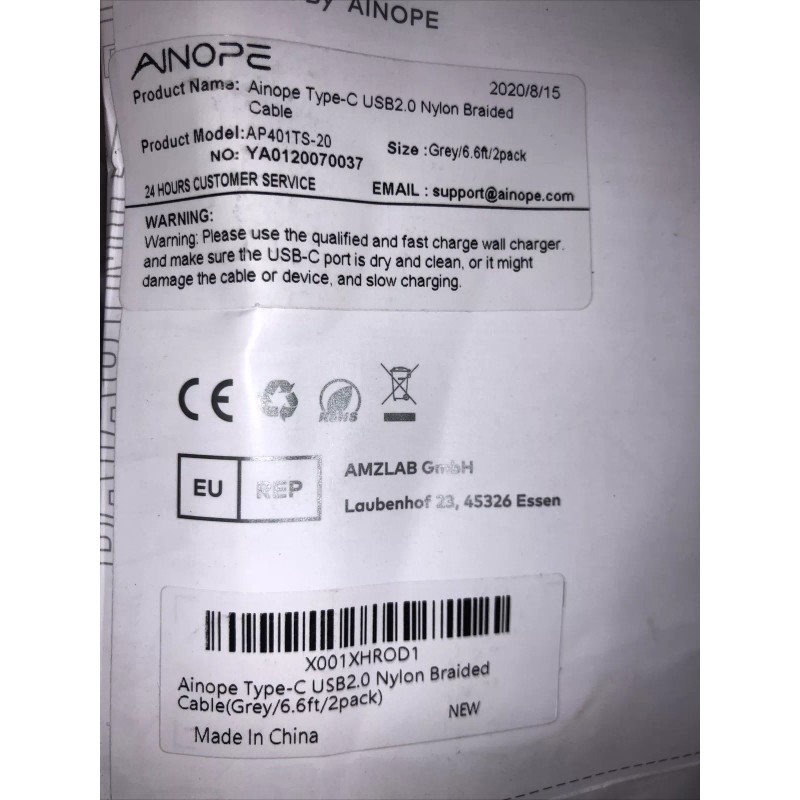 By AINOPE
AINOPE
2020/8/15
Product Name: Ainope Type-C USB2.0 Nylon Braided
Cable
Product Model:AP401TS-20
Size :Grey/6.6ft/2pack
NO: YA0120070037
24 HOURS CUSTOMER SERVICE
EMAIL : support@ainope.com
WARNING:
Warning: Please use the qualified and fast charge wall charger.
and make sure the USB-C port is dry and clean, or it might
damage the cable or device, and slow charging.
CE
RoHS
EU REP
AMZLAB GmbH
Laubenhof 23, 45326 Essen
X001XHROD1
Ainope Type-C USB2.0 Nylon Braided
Cable(Grey/6.6ft/2pack)
NEW
Made In China